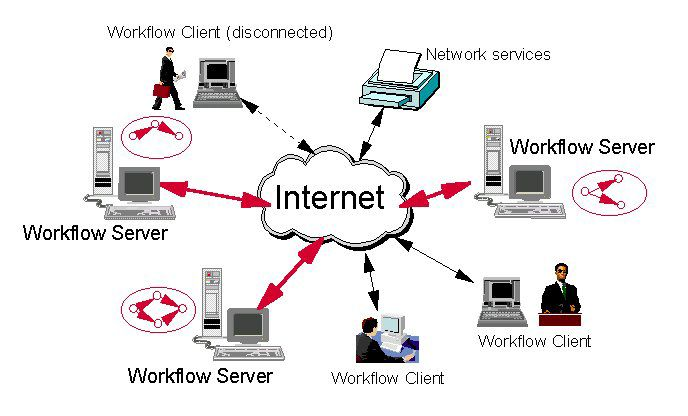 Workflow Client (disconnected)
Network services
Workflow Server
Internet
Workflow Server
Workflow Server
Workflow Client
Workflow Client